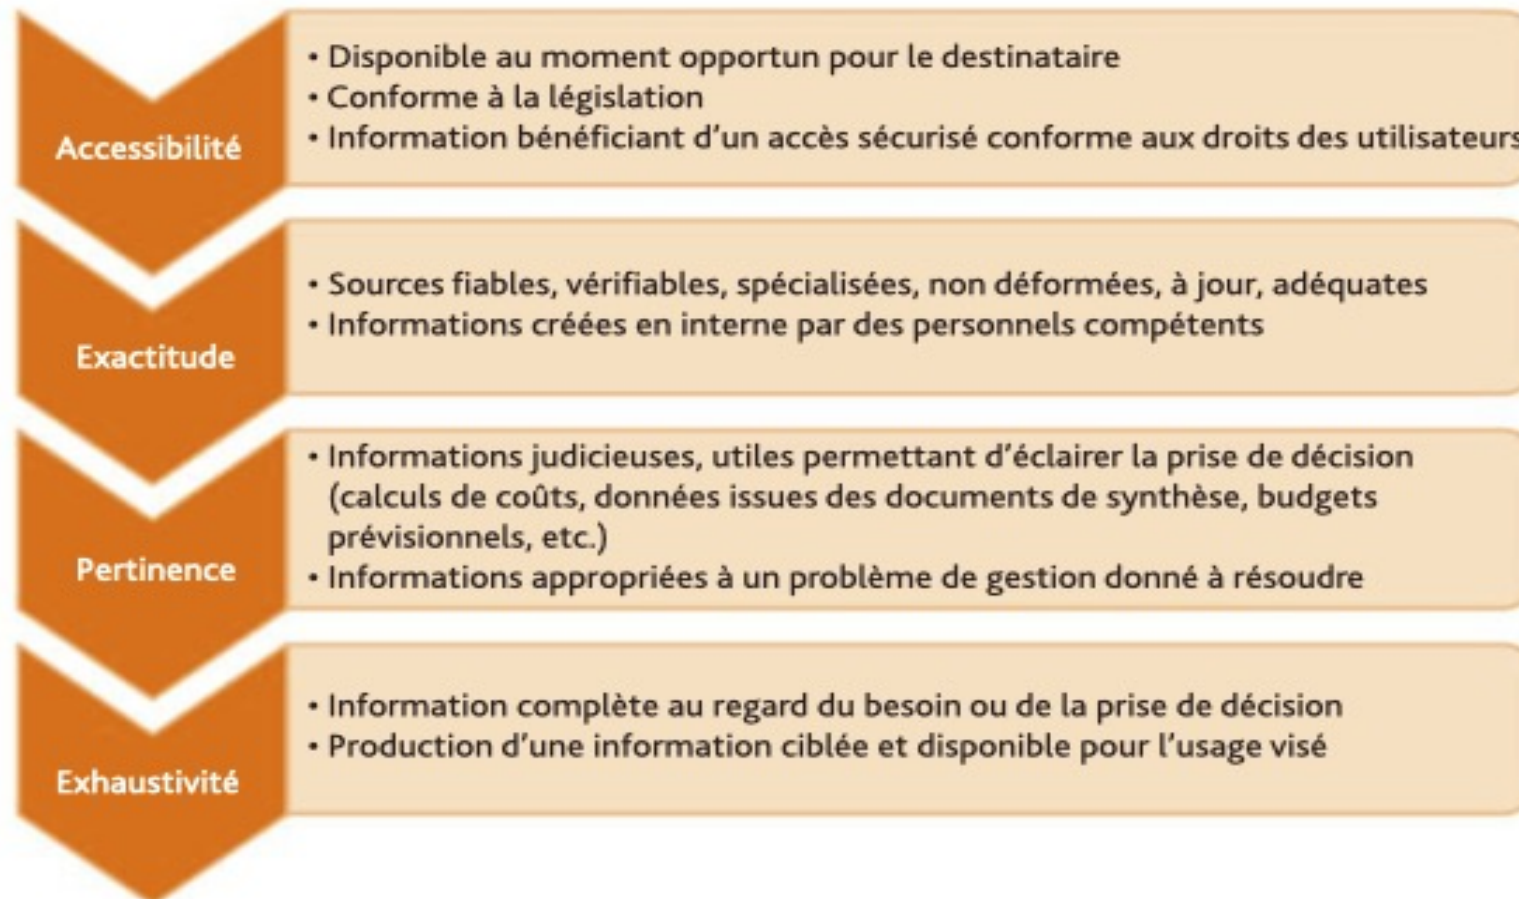 Accessibilité
• Disponible au moment opportun pour le destinataire
• Conforme à la législation
• Information bénéficiant d'un accès sécurisé conforme aux droits des utilisateurs
Exactitude
• Sources fiables, vérifiables, spécialisées, non déformées, à jour, adéquates
• Informations créées en interne par des personnels compétents
Pertinence
• Informations judicieuses, utiles permettant d'éclairer la prise de décision
(calculs de coûts, données issues des documents de synthèse, budgets
prévisionnels, etc.)
• Informations appropriées à un problème de gestion donné à résoudre
Exhaustivité
• Information complète au regard du besoin ou de la prise de décision
• Production d'une information ciblée et disponible pour l'usage visé